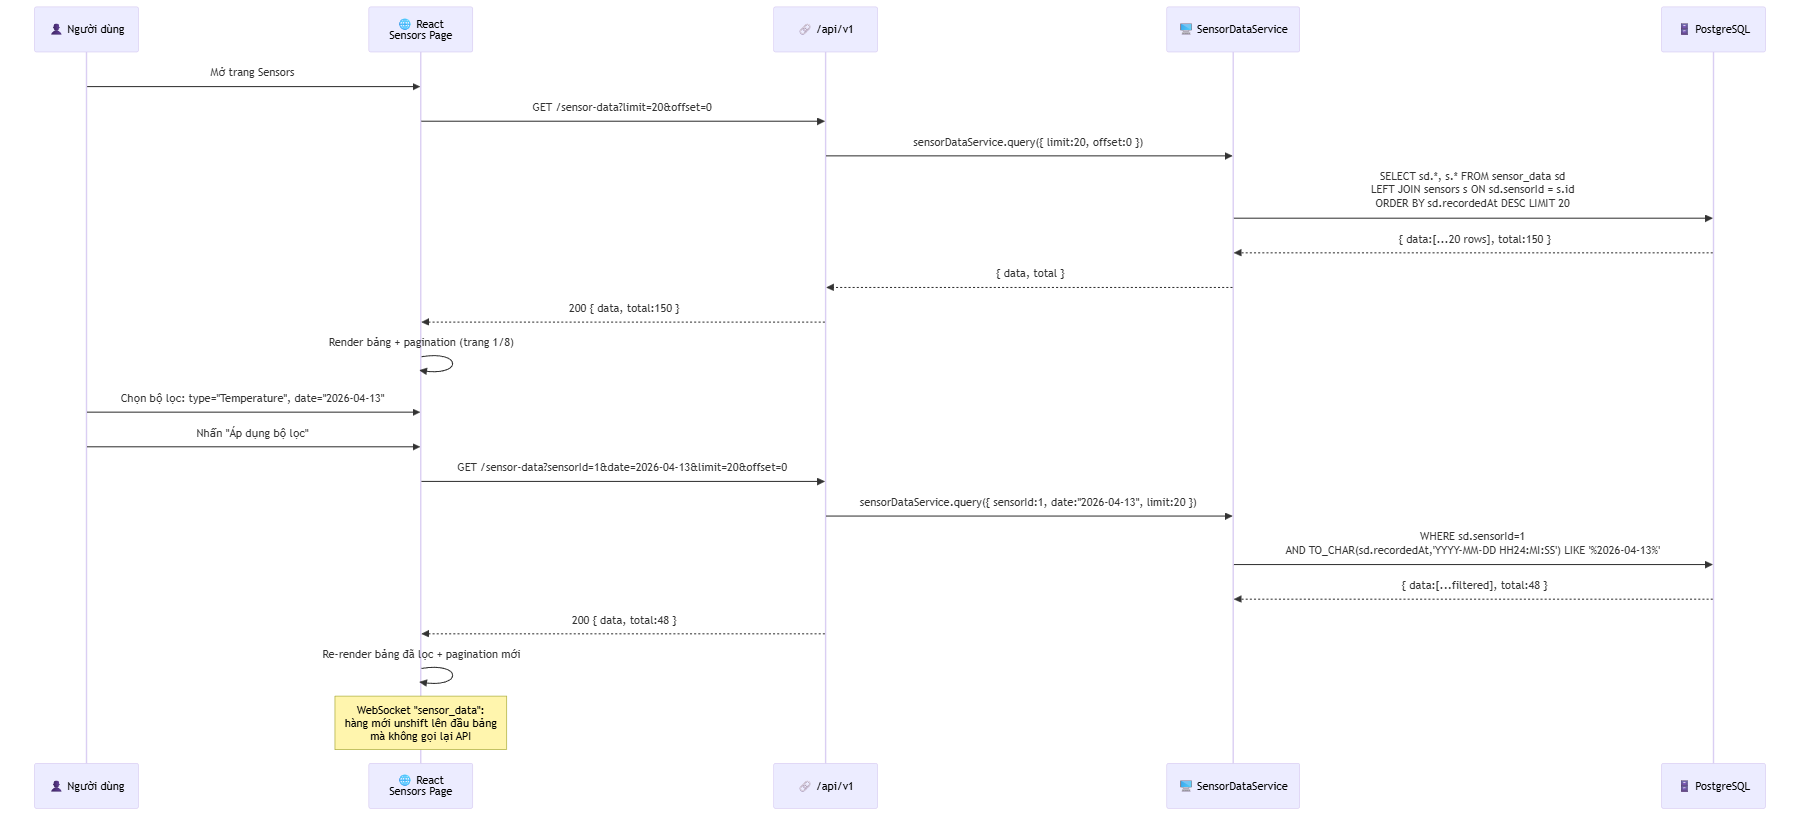 Người dùng
React
Sensors Page
/api/v1
SensorDataService
PostgreSQL
Mở trang Sensors
GET /sensor-data?limit=20&offset=0
sensorDataService.query({ limit:20, offset:0 })
SELECT sd.*, s.* FROM sensor_data sd
LEFT JOIN sensors s ON sd.sensorId = s.id
ORDER BY sd.recordedAt DESC LIMIT 20
{ data:[...20 rows], total:150 }
{ data, total }
200 { data, total:150 }
Render bảng + pagination (trang 1/8)
Chọn bộ lọc: type="Temperature", date="2026-04-13"
Nhấn "Áp dụng bộ lọc"
GET /sensor-data?sensorId=1&date=2026-04-13&limit=20&offset=0
sensorDataService.query({ sensorId:1, date:"2026-04-13", limit:20 })
WHERE sd.sensorId=1
AND TO_CHAR(sd.recordedAt,'YYYY-MM-DD HH24:MI:SS') LIKE '%2026-04-13%'
{ data:[...filtered], total:48 }
200 { data, total:48 }
Re-render bảng đã lọc + pagination mới
WebSocket "sensor_data":
hàng mới unshift lên đầu bảng
mà không gọi lại API
Người dùng
React
Sensors Page
/api/v1
SensorDataService
PostgreSQL